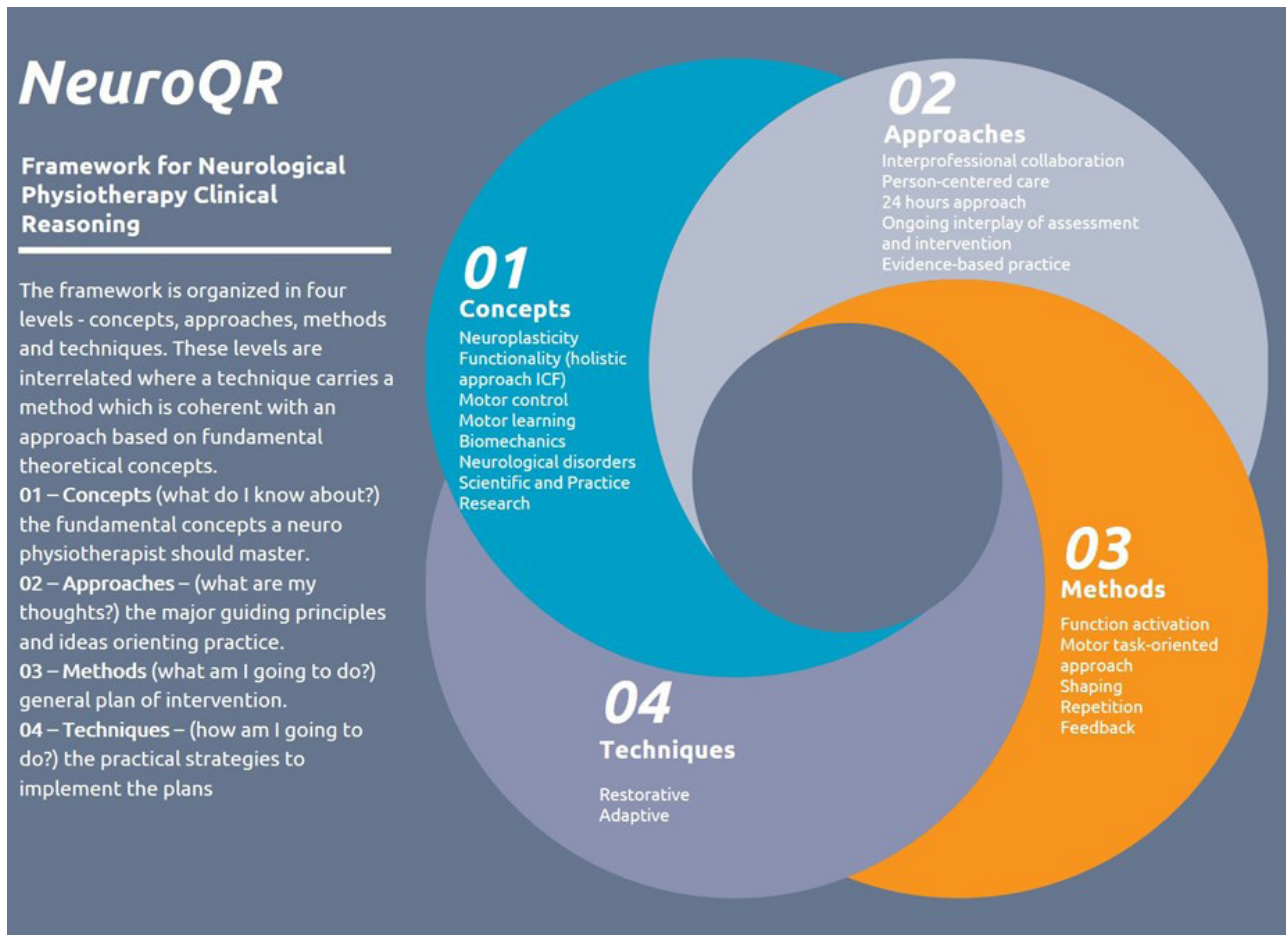 NeuroQR
Framework for Neurological
Physiotherapy Clinical
Reasoning
The framework is organized in four
levels - concepts, approaches, methods
and techniques. These levels are
interrelated where a technique carries a
method which is coherent with an
approach based on fundamental
theoretical concepts.
01 – Concepts (what do I know about?)
the fundamental concepts a neuro
physiotherapist should master.
02 – Approaches – (what are my
thoughts?) the major guiding principles
and ideas orienting practice.
03 – Methods (what am I going to do?)
general plan of intervention.
04 – Techniques – (how am I going to
do?) the practical strategies to
implement the plans
01
Concepts
Neuroplasticity
Functionality (holistic
approach ICF)
Motor control
Motor learning
Biomechanics
Neurological disorders
Scientific and Practice
Research
02
Approaches
Interprofessional collaboration
Person-centered care
24 hours approach
Ongoing interplay of assessment
and intervention
Evidence-based practice
03
Methods
Function activation
Motor task-oriented
approach
Shaping
Repetition
Feedback
04
Techniques
Restorative
Adaptive